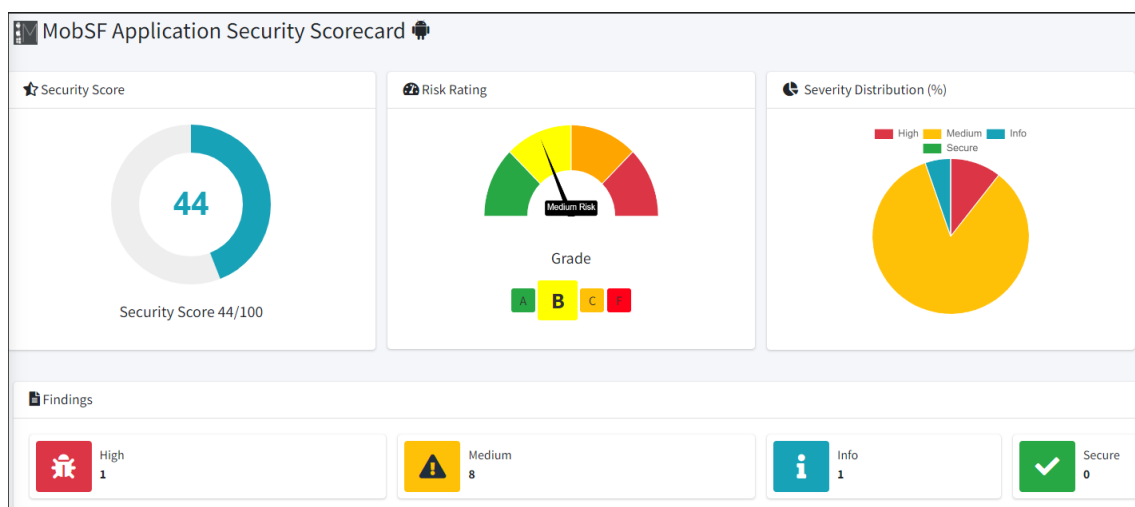 MobSF Application Security Scorecard
Security Score
44
Security Score 44/100
Risk Rating
Medium Risk
Grade
A B C F
Severity Distribution (%)
High Medium Info
Secure
Findings
High
1
Medium
8
Info
1
Secure
0